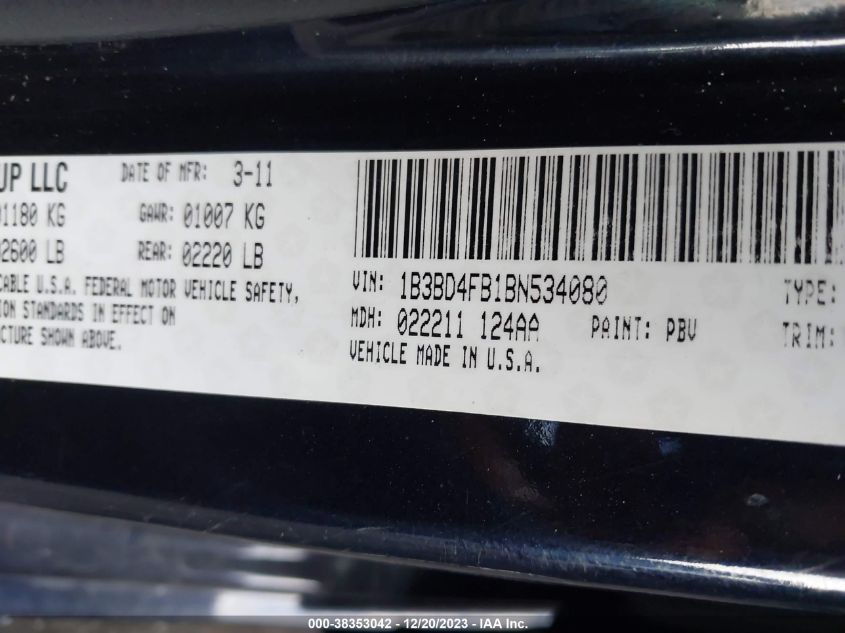 UP LLC DATE OF MFR: 3-11
01180 KG GAWR: 01007 KG
02600 LB REAR: 02220 LB
CABLE U.S.A. FEDERAL MOTOR VEHICLE SAFETY,
ION STANDARDS IN EFFECT ON
CTURE SHOWN ABOVE.
VIN: 1B3BD4FB1BN534080 TYPE:
MDH: 022211 124AA PAINT: PBV TRIM:
VEHICLE MADE IN U.S.A.
000-38353042 - 12/20/2023 - IAA Inc.